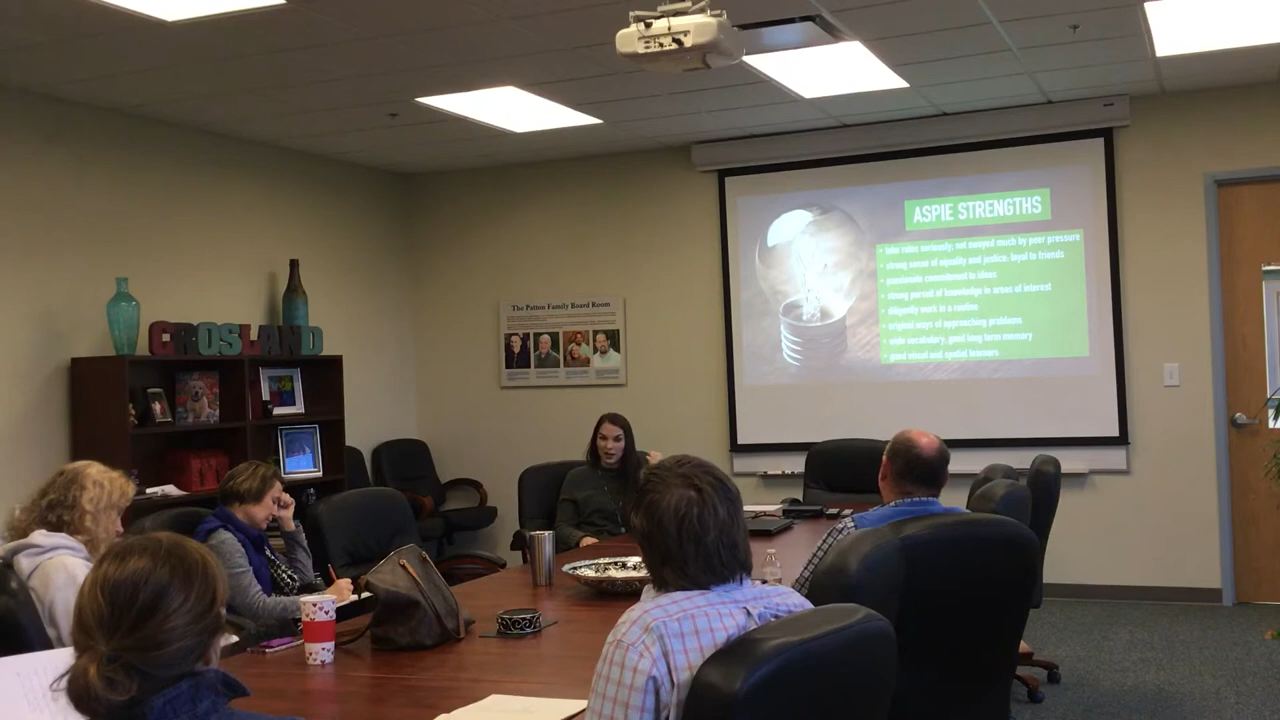 ASPIE STRENGTHS
• take rules seriously; not swayed much by peer pressure
• strong sense of equality and justice; loyal to friends
• passionate commitment to ideas
• strong pursuit of knowledge in areas of interest
• diligently work in a routine
• original ways of approaching problems
• wide vocabulary, good long term memory
• good visual and spatial learners
The Patton Family Board Room
CROSLAND